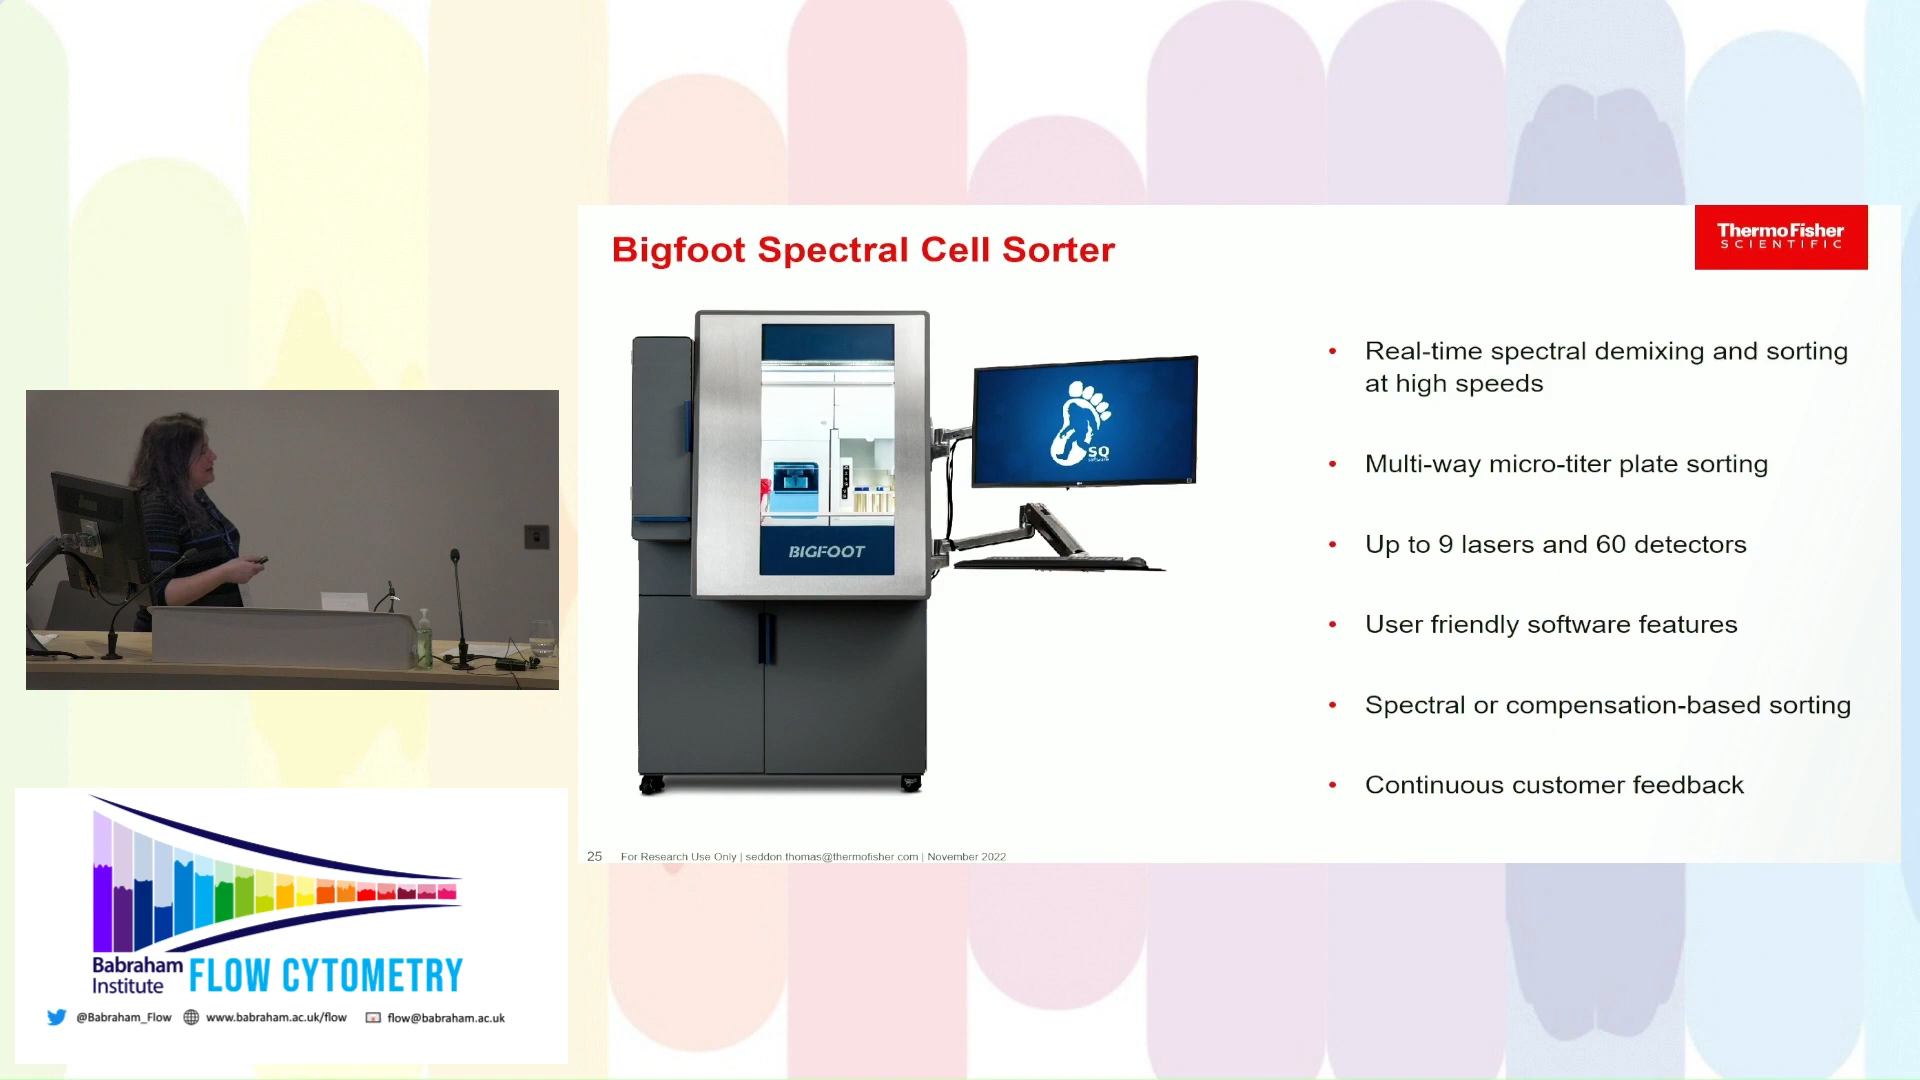 Bigfoot Spectral Cell Sorter
ThermoFisher
SCIENTIFIC
BIGFOOT
SQ
• Real-time spectral demixing and sorting
at high speeds
• Multi-way micro-titer plate sorting
• Up to 9 lasers and 60 detectors
• User friendly software features
• Spectral or compensation-based sorting
• Continuous customer feedback
25 For Research Use Only | seddon.thomas@thermofisher.com | November 2022
Babraham
Institute
FLOW CYTOMETRY
@Babraham_Flow www.babraham.ac.uk/flow flow@babraham.ac.uk